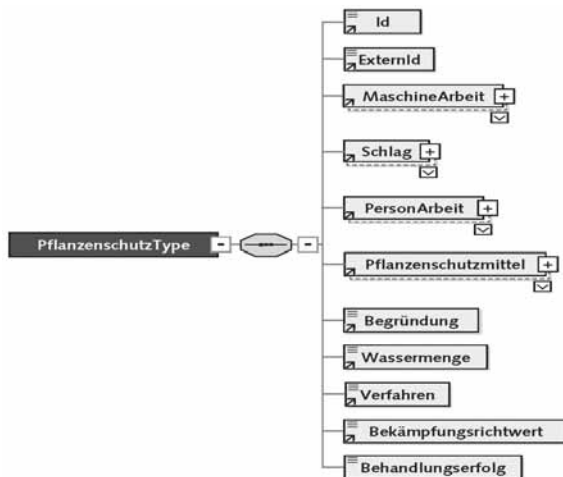 Id
ExternId
MaschineArbeit
Schlag
PersonArbeit
PflanzenschutzType
Pflanzenschutzmittel
Begründung
Wassermenge
Verfahren
Bekämpfungsrichtwert
Behandlungserfolg